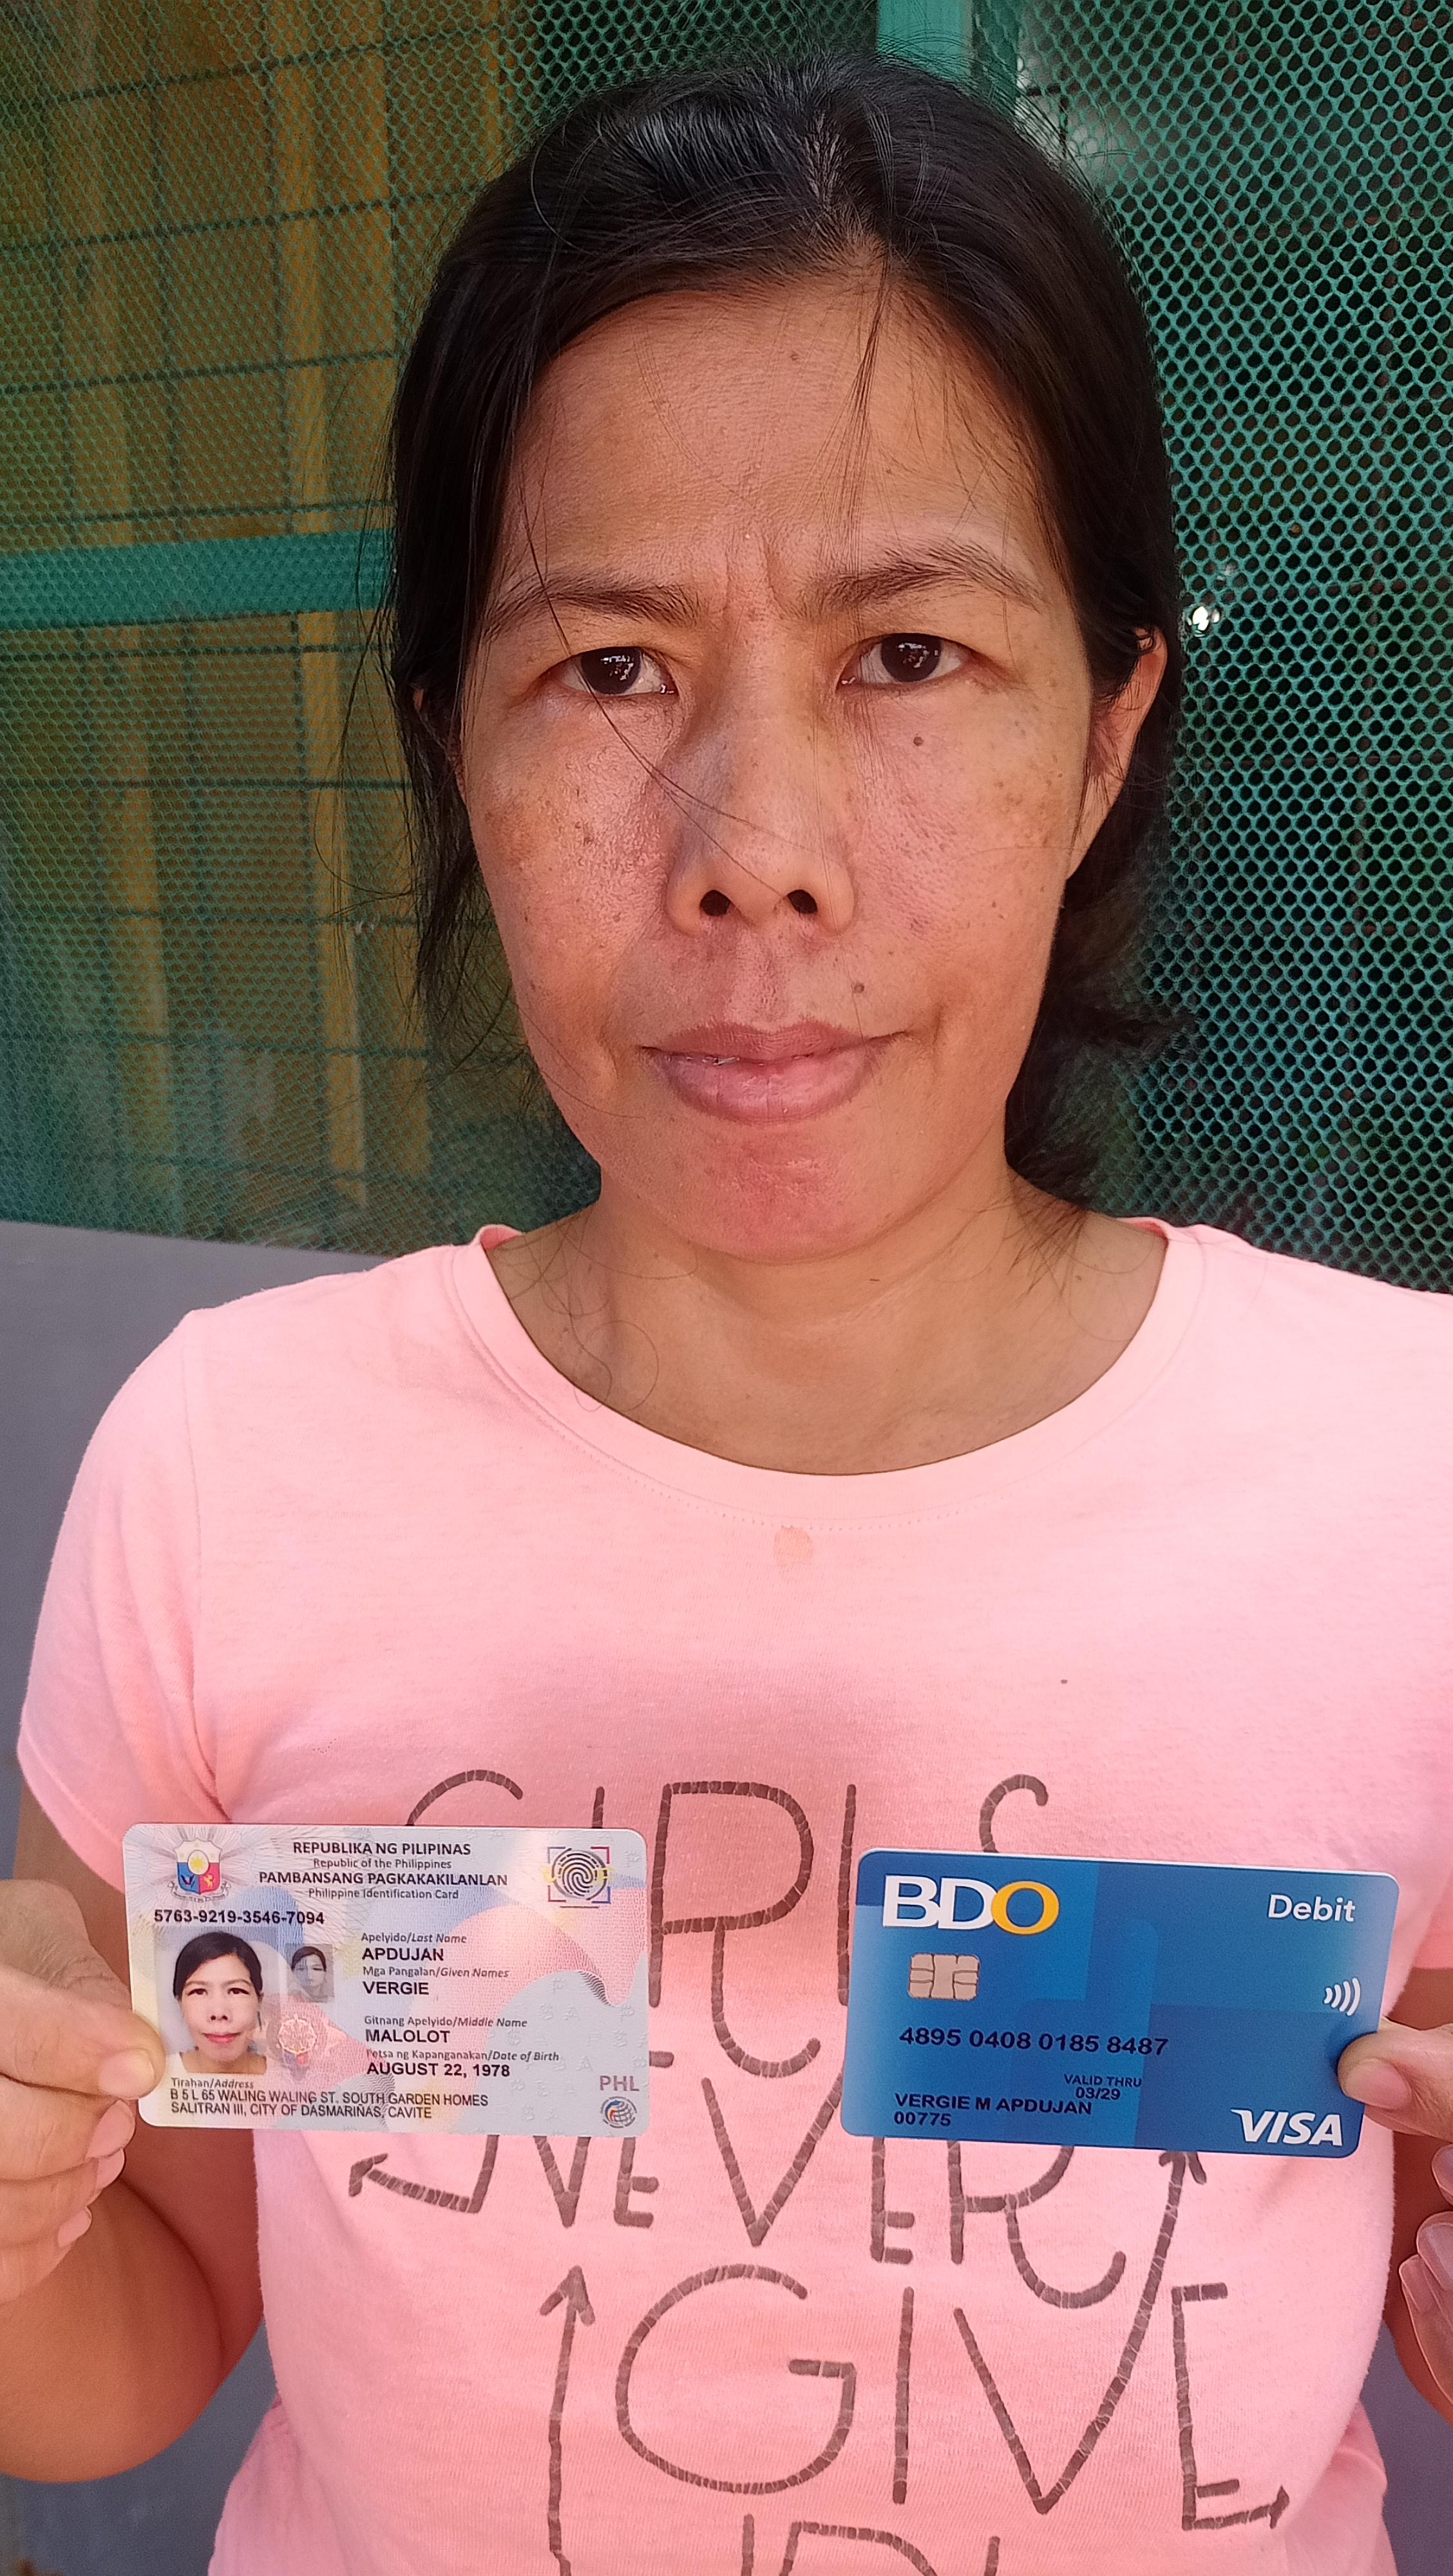 REPUBLIKA NG PILIPINAS
Republic of the Philippines
PAMBANSANG PAGKAKAKILANLAN
Philippine Identification Card
5763-9219-3546-7094
Apelyido/Last Name
APDUJAN
Mga Pangalan/Given Names
VERGIE
Gitnang Apelyido/Middle Name
MALOLOT
Petsa ng Kapanganakan/Date of Birth
AUGUST 22, 1978
PHL
Tirahan/Address
B 5 L 65 WALING WALING ST. SOUTH GARDEN HOMES
SALITRAN III, CITY OF DASMARIÑAS, CAVITE
BDO Debit
4895 0408 0185 8487
VALID THRU
03/29
VERGIE M APDUJAN
00775
VISA
GIRLS
NEVER
GIVE